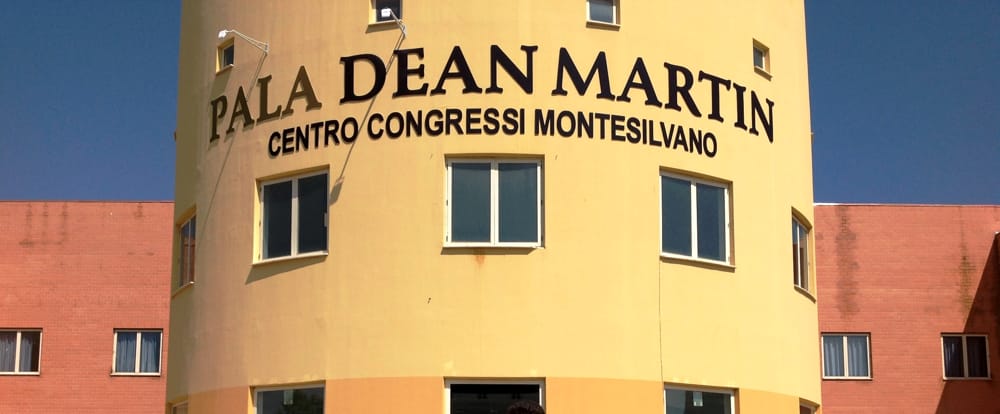 PALA DEAN MARTIN
CENTRO CONGRESSI MONTESILVANO